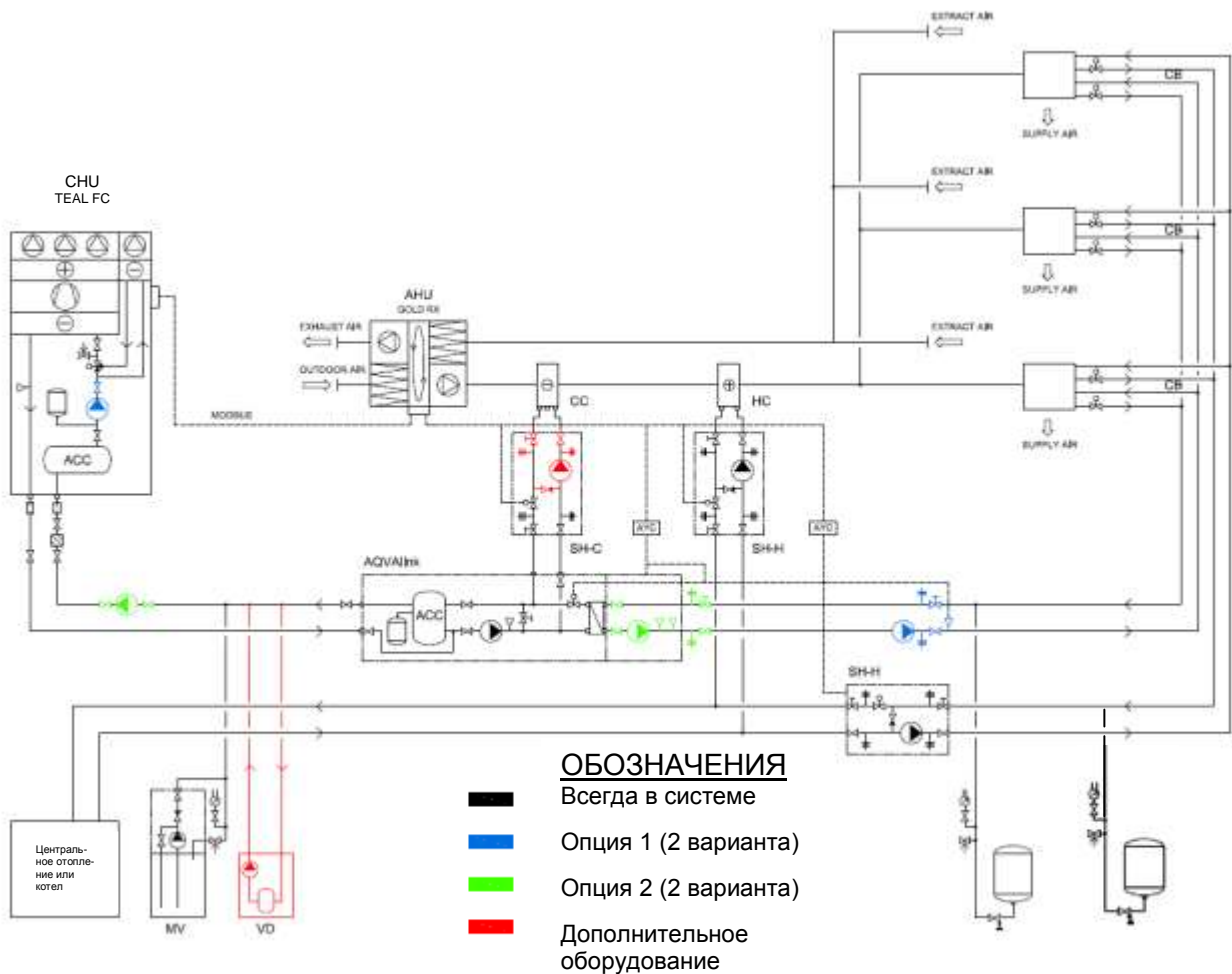 EXTRACT AIR
CB
SUPPLY AIR
CHU
TEAL FC
EXTRACT AIR
CB
SUPPLY AIR
AHU
GOLD RX
EXHAUST AIR
EXTRACT AIR
OUTDOOR AIR
CC
HC
CB
MODBUS
SUPPLY AIR
ACC
AYC
AYC
SH-C
SH-H
AQVAlink
ACC
SH-H
ОБОЗНАЧЕНИЯ
Всегда в системе
Опция 1 (2 варианта)
Опция 2 (2 варианта)
Дополнительное
оборудование
Централь-
ное отопле-
ние или
котел
MV
VD